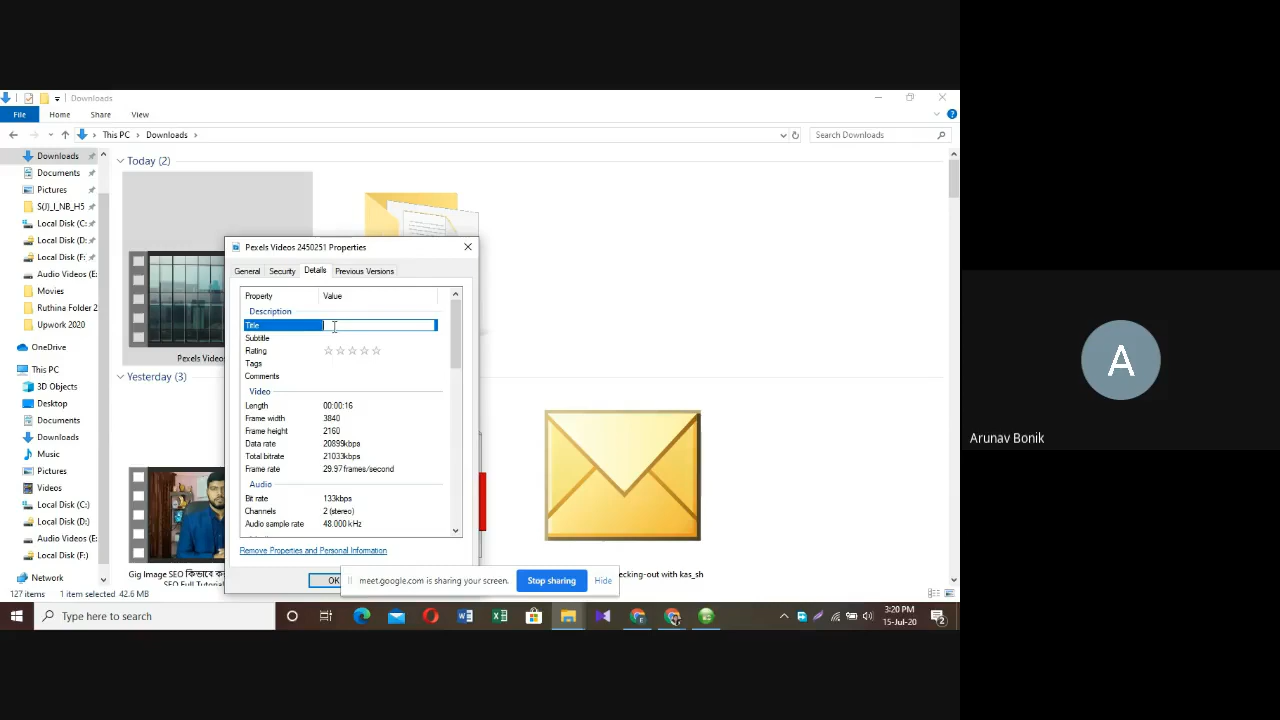 Downloads
File Home Share View
This PC Downloads Search Downloads
Downloads
Documents
Pictures
S(J)_I_NB_H5
Local Disk (C:
Local Disk (D:
Local Disk (F:
Audio Videos (E:
Movies
Ruthina Folder 2
Upwork 2020
OneDrive
This PC
3D Objects
Desktop
Documents
Downloads
Music
Pictures
Videos
Local Disk (C:)
Local Disk (D:)
Audio Videos (E:
Local Disk (F:)
Network
Today (2)
Pexels Videos
Yesterday (3)
Gig Image SEO কিভাবে
SEO Full Tutorial
ecking-out with kas_sh
Pexels Videos 2450251 Properties
General Security Details Previous Versions
Property Value
Description
Title
Subtitle
Rating
Tags
Comments
Video
Length 00:00:16
Frame width 3840
Frame height 2160
Data rate 20899kbps
Total bitrate 21033kbps
Frame rate 29.97 frames/second
Audio
Bit rate 133kbps
Channels 2 (stereo)
Audio sample rate 48.000 kHz
Remove Properties and Personal Information
OK
meet.google.com is sharing your screen. Stop sharing Hide
127 items 1 item selected 42.6 MB
Type here to search
3:20 PM
15-Jul-20
2
A
Arunav Bonik